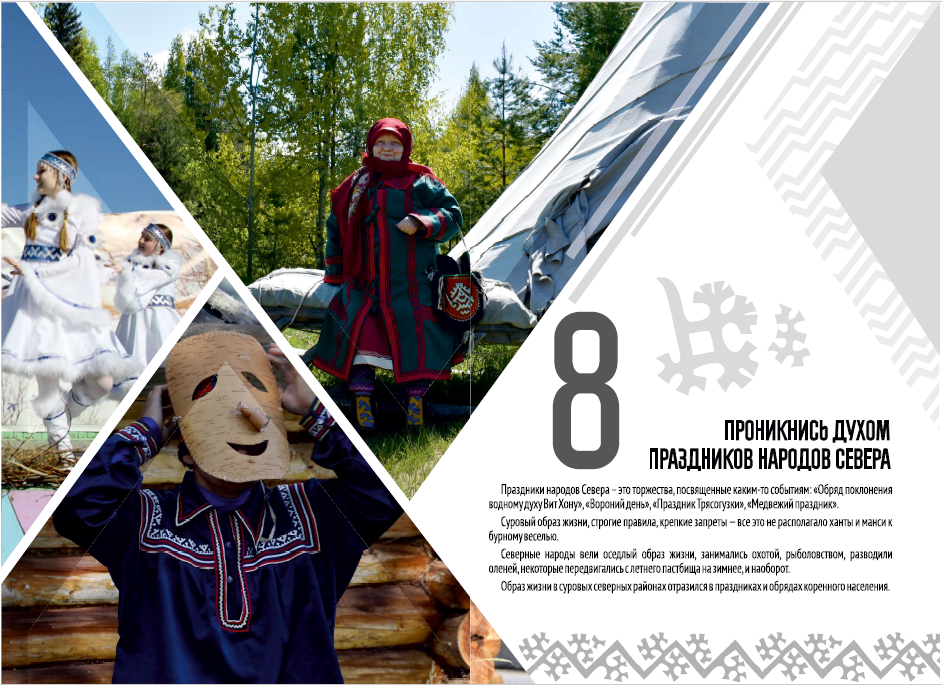 8
ПРОНИКНИСЬ ДУХОМ
ПРАЗДНИКОВ НАРОДОВ СЕВЕРА
Праздники народов Севера – это торжества, посвященные каким-то событиям: «Обряд поклонения
водному духу Вит Хону», «Вороний день», «Праздник Трясогузки», «Медвежий праздник».
Суровый образ жизни, строгие правила, крепкие запреты – все это не располагало ханты и манси к
бурному веселью.
Северные народы вели оседлый образ жизни, занимались охотой, рыболовством, разводили
оленей, некоторые передвигались с летнего пастбища на зимнее, и наоборот.
Образ жизни в суровых северных районах отразился в праздниках и обрядах коренного населения.